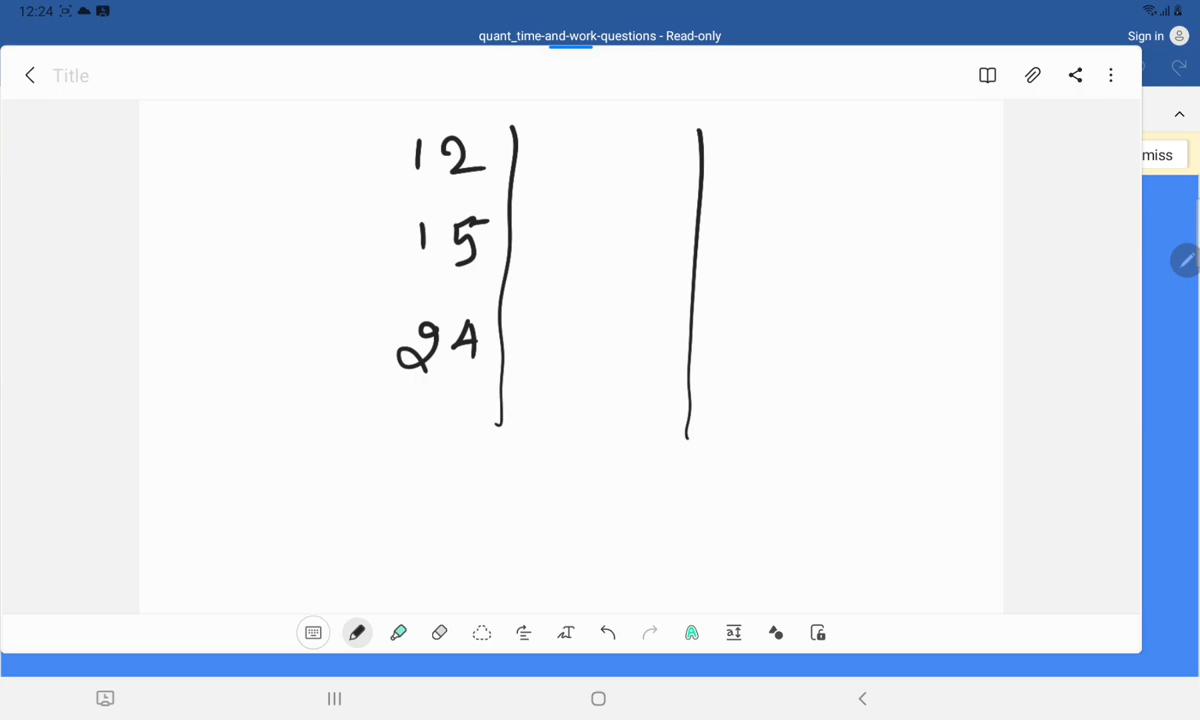 12:24
quant_time-and-work-questions - Read-only
Sign in
Title
miss
12
15
24